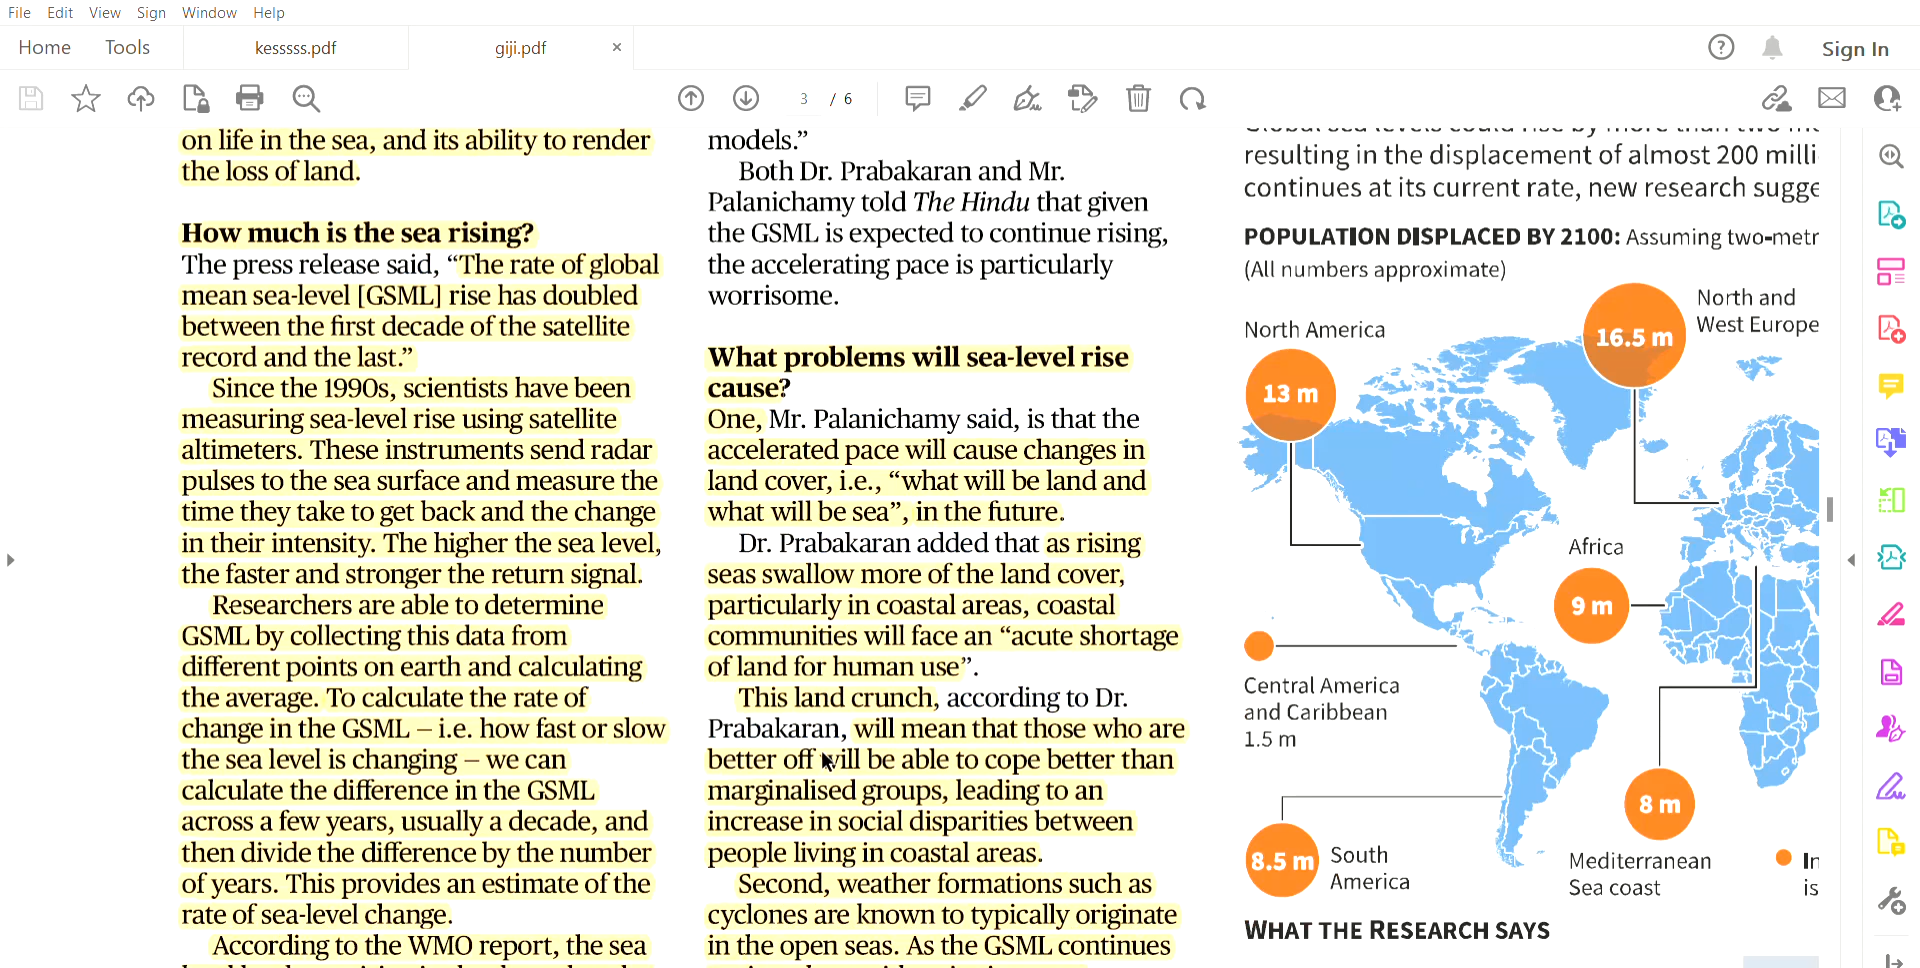 File Edit View Sign Window Help
Home Tools kesssss.pdf giji.pdf × Sign In
3 / 6
on life in the sea, and its ability to render
the loss of land.
How much is the sea rising?
The press release said, “The rate of global
mean sea-level [GSML] rise has doubled
between the first decade of the satellite
record and the last.”
Since the 1990s, scientists have been
measuring sea-level rise using satellite
altimeters. These instruments send radar
pulses to the sea surface and measure the
time they take to get back and the change
in their intensity. The higher the sea level,
the faster and stronger the return signal.
Researchers are able to determine
GSML by collecting this data from
different points on earth and calculating
the average. To calculate the rate of
change in the GSML – i.e. how fast or slow
the sea level is changing – we can
calculate the difference in the GSML
across a few years, usually a decade, and
then divide the difference by the number
of years. This provides an estimate of the
rate of sea-level change.
According to the WMO report, the sea
models.”
Both Dr. Prabakaran and Mr.
Palanichamy told The Hindu that given
the GSML is expected to continue rising,
the accelerating pace is particularly
worrisome.
What problems will sea-level rise
cause?
One, Mr. Palanichamy said, is that the
accelerated pace will cause changes in
land cover, i.e., “what will be land and
what will be sea”, in the future.
Dr. Prabakaran added that as rising
seas swallow more of the land cover,
particularly in coastal areas, coastal
communities will face an “acute shortage
of land for human use”.
This land crunch, according to Dr.
Prabakaran, will mean that those who are
better off will be able to cope better than
marginalised groups, leading to an
increase in social disparities between
people living in coastal areas.
Second, weather formations such as
cyclones are known to typically originate
in the open seas. As the GSML continues
Global sea levels could rise by more than two
resulting in the displacement of almost 200 milli
continues at its current rate, new research sugge
POPULATION DISPLACED BY 2100: Assuming two-metr
(All numbers approximate)
North and
West Europe
16.5 m
North America
13 m
Africa
9 m
Central America
and Caribbean
1.5 m
8 m
Mediterranean
Sea coast
8.5 m
South
America
In
is
WHAT THE RESEARCH SAYS